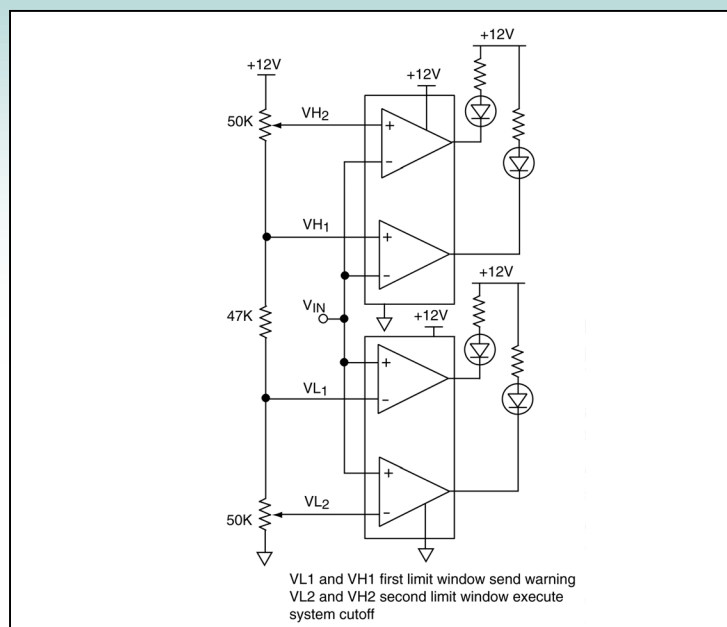 +12V
+12V
+12V
50K
VH2
+
−
VH1
+
−
+12V
VIN
47K
+12V
+
−
VL1
+
−
VL2
50K
VL1 and VH1 first limit window send warning
VL2 and VH2 second limit window execute
system cutoff